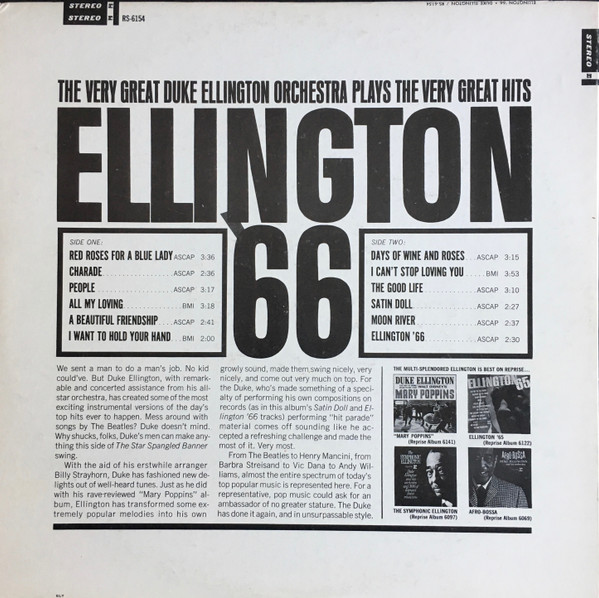 STEREO
STEREO
RS-6154
ELLINGTON '66 • DUKE ELLINGTON / RS-6154
STEREO
THE VERY GREAT DUKE ELLINGTON ORCHESTRA PLAYS THE VERY GREAT HITS
ELLINGTON
'66
SIDE ONE:
RED ROSES FOR A BLUE LADY ASCAP 3:36
CHARADE ASCAP 2:36
PEOPLE ASCAP 3:17
ALL MY LOVING BMI 3:18
A BEAUTIFUL FRIENDSHIP ASCAP 2:41
I WANT TO HOLD YOUR HAND BMI 2:00
SIDE TWO:
DAYS OF WINE AND ROSES ASCAP 3:15
I CAN'T STOP LOVING YOU BMI 3:53
THE GOOD LIFE ASCAP 3:10
SATIN DOLL ASCAP 2:27
MOON RIVER ASCAP 2:37
ELLINGTON '66 ASCAP 2:30
We sent a man to do a man's job. No kid
could've. But Duke Ellington, with remark-
able and concerted assistance from his all-
star orchestra, has created some of the most
exciting instrumental versions of the day's
top hits ever to happen. Mess around with
songs by The Beatles? Duke doesn't mind.
Why shucks, folks, Duke's men can make any-
thing this side of The Star Spangled Banner
swing.
With the aid of his erstwhile arranger
Billy Strayhorn, Duke has fashioned new de-
lights out of well-heard tunes. Just as he did
with his rave-reviewed "Mary Poppins" al-
bum, Ellington has transformed some ex-
tremely popular melodies into his own
growly sound, made them swing nicely, very
nicely, and come out very much on top. For
the Duke, who's made something of a speci-
alty of performing his own compositions on
records (as in this album's Satin Doll and El-
lington '66 tracks) performing "hit parade"
material comes off sounding like he ac-
cepted a refreshing challenge and made the
most of it. Very most.
From The Beatles to Henry Mancini, from
Barbra Streisand to Vic Dana to Andy Wil-
liams, almost the entire spectrum of today's
top popular music is represented here. For a
representative, pop music could ask for an
ambassador of no greater stature. The Duke
has done it again, and in unsurpassable style.
THE MULTI-SPLENDORED ELLINGTON IS BEST ON REPRISE...
DUKE ELLINGTON
MARY POPPINS
"MARY POPPINS"
(Reprise Album 6141)
ELLINGTON '65
ELLINGTON '65
(Reprise Album 6122)
THE SYMPHONIC
ELLINGTON
THE SYMPHONIC ELLINGTON
(Reprise Album 6097)
AFRO-BOSSA
AFRO-BOSSA
(Reprise Album 6069)